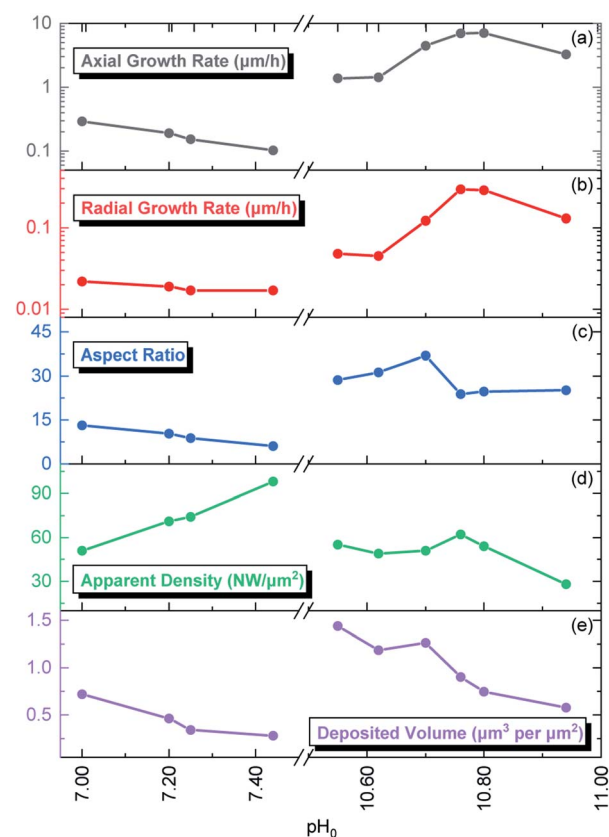 10
1
0.1
Axial Growth Rate (µm/h)
(a)
0.1
0.01
Radial Growth Rate (µm/h)
(b)
45
30
15
0
Aspect Ratio
(c)
90
60
30
Apparent Density (NW/µm²)
(d)
1.5
1.0
0.5
Deposited Volume (µm³ per µm²)
(e)
7.00
7.20
7.40
10.60
10.80
11.00
pH₀